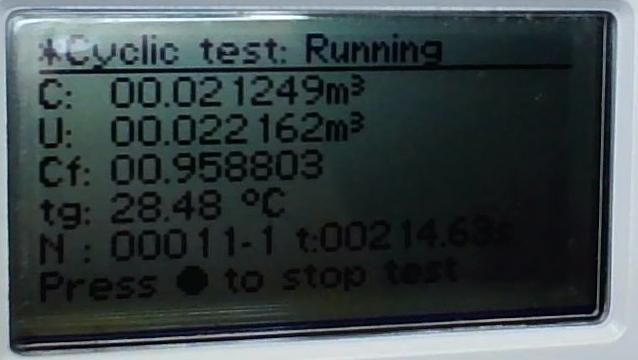 *Cyclic test: Running
C: 00.021249m³
U: 00.022162m³
Cf: 00.958803
tg: 28.48 °C
N : 00011-1 t:00214.63s
Press ● to stop test